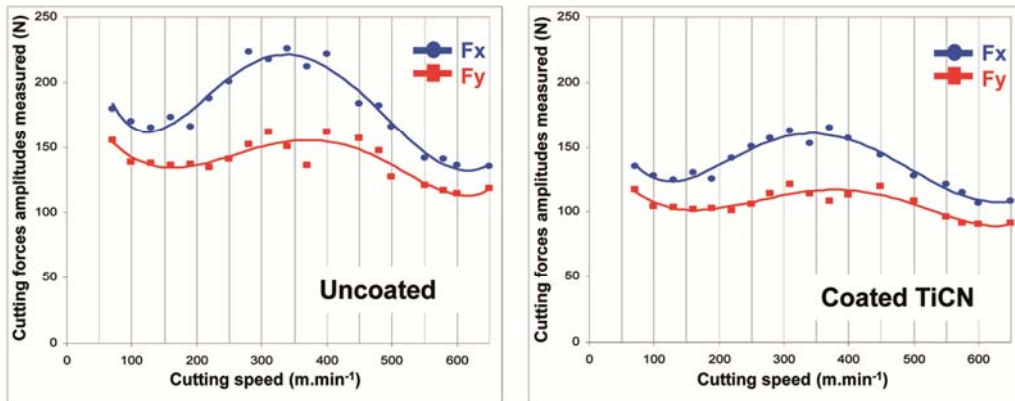 Cutting forces amplitudes measured (N)
250
200
150
100
50
0
Fx
Fy
Uncoated
0 100 200 300 400 500 600
Cutting speed (m.min-1)
Cutting forces amplitudes measured (N)
250
200
150
100
50
0
Fx
Fy
Coated TiCN
0 100 200 300 400 500 600
Cutting speed (m.min-1)